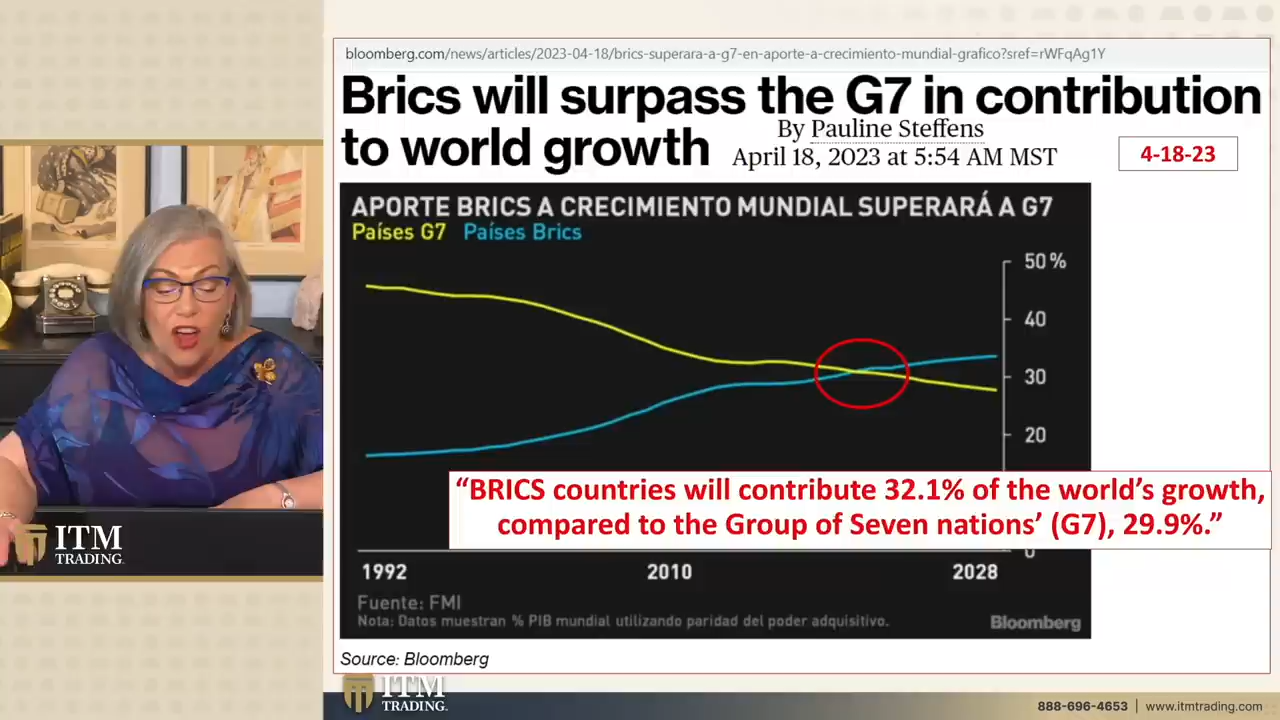 bloomberg.com/news/articles/2023-04-18/brics-superara-a-g7-en-aporte-a-crecimiento-mundial-grafico?sref=rWFqAg1Y
Brics will surpass the G7 in contribution
to world growth
By Pauline Steffens
April 18, 2023 at 5:54 AM MST
4-18-23
APORTE BRICS A CRECIMIENTO MUNDIAL SUPERARÁ A G7
Países G7 Países Brics
50%
40
30
20
“BRICS countries will contribute 32.1% of the world’s growth,
compared to the Group of Seven nations’ (G7), 29.9%.”
0
1992 2010 2028
Fuente: FMI
Nota: Datos muestran % PIB mundial utilizando paridad del poder adquisitivo.
Bloomberg
Source: Bloomberg
ITM
TRADING
ITM
TRADING
888-696-4653 | www.itmtrading.com